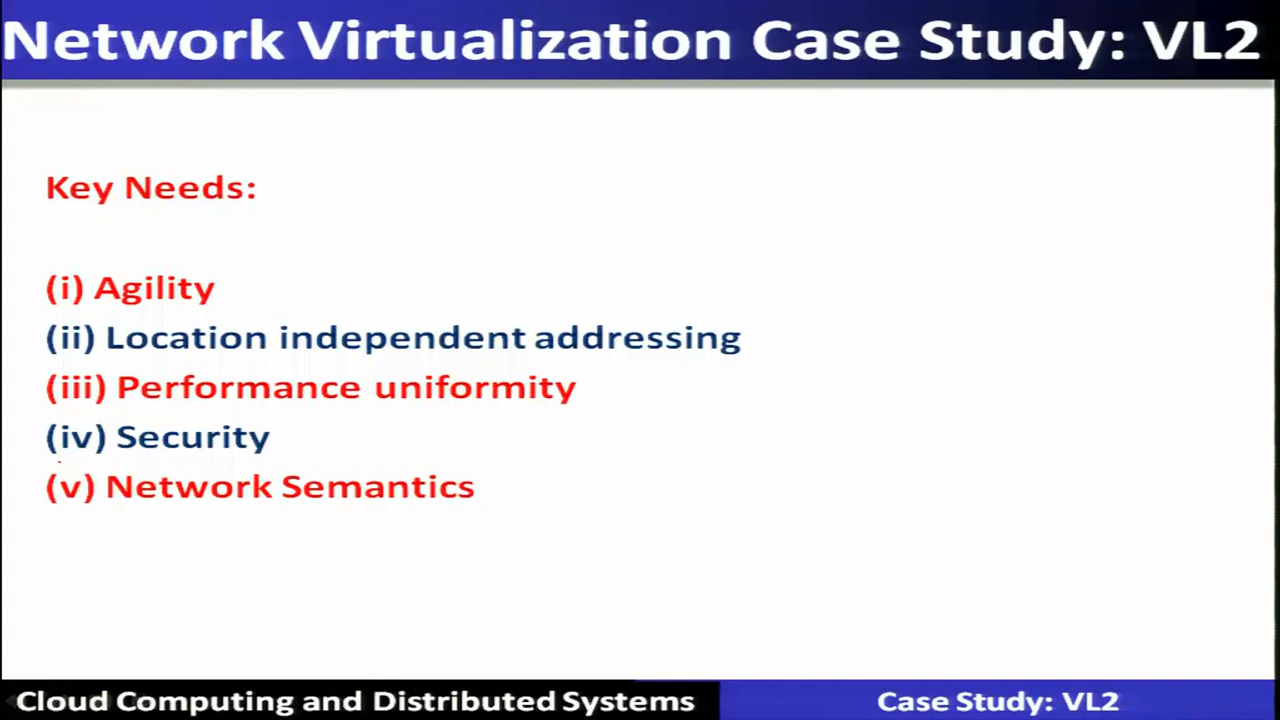 Network Virtualization Case Study: VL2
Key Needs:
(i) Agility
(ii) Location independent addressing
(iii) Performance uniformity
(iv) Security
(v) Network Semantics
Cloud Computing and Distributed Systems
Case Study: VL2